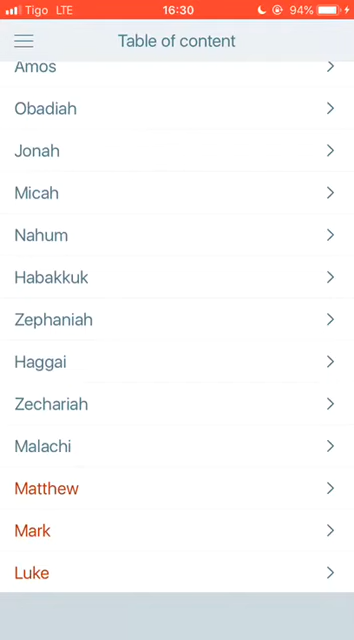 Tigo LTE 16:30 94%
Table of content
Amos
Obadiah
Jonah
Micah
Nahum
Habakkuk
Zephaniah
Haggai
Zechariah
Malachi
Matthew
Mark
Luke